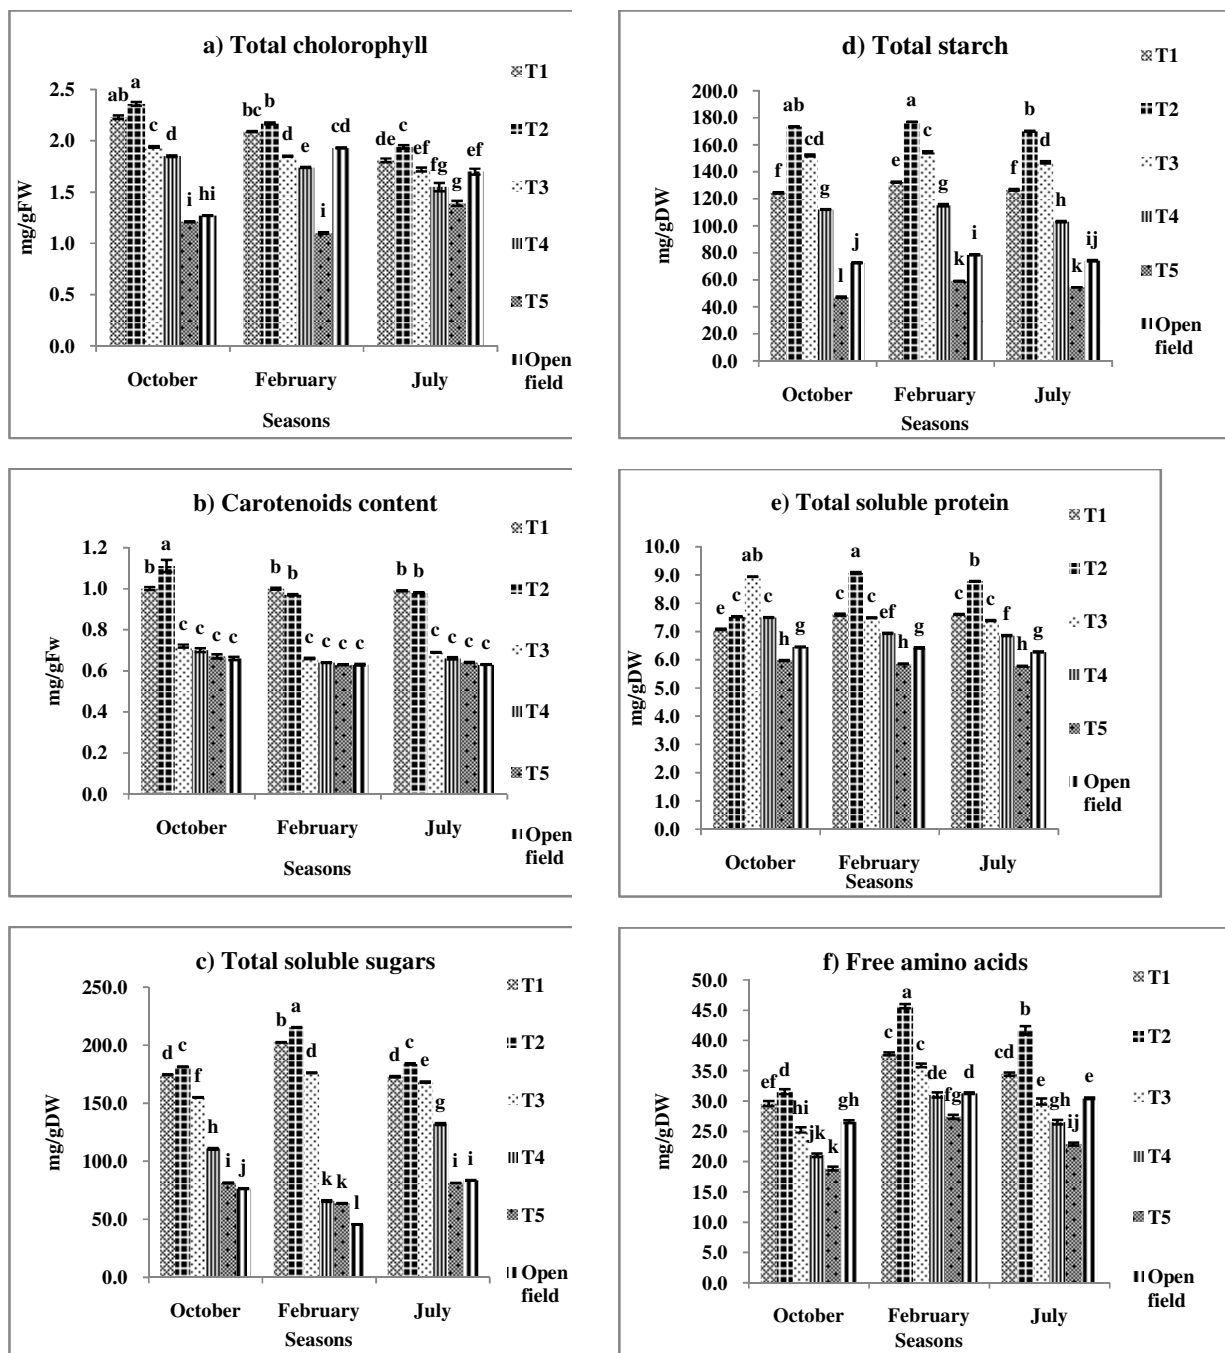 a) Total cholorophyll
mg/gFW
2.5
2.0
1.5
1.0
0.5
0.0
ab a c d i hi
bc b d e i cd
de c ef fg g ef
October February July
Seasons
T1
T2
T3
T4
T5
Open
field
d) Total starch
mg/gDW
200.0
180.0
160.0
140.0
120.0
100.0
80.0
60.0
40.0
20.0
0.0
f ab cd g l j
e a c g k i
f b d h k ij
October February July
Seasons
T1
T2
T3
T4
T5
Open
field
b) Carotenoids content
mg/gFw
1.2
1.0
0.8
0.6
0.4
0.2
0.0
b a c c c c
b b c c c c
b b c c c c
October February July
Seasons
T1
T2
T3
T4
T5
Open
field
e) Total soluble protein
mg/gDW
10.0
9.0
8.0
7.0
6.0
5.0
4.0
3.0
2.0
1.0
0.0
e c ab c h g
c a c ef h g
c b c f h g
October February July
Seasons
T1
T2
T3
T4
T5
Open
field
c) Total soluble sugars
mg/gDW
250.0
200.0
150.0
100.0
50.0
0.0
d c f h i j
b a d k k l
d c e g i i
October February July
Seasons
T1
T2
T3
T4
T5
Open
field
f) Free amino acids
mg/gDW
50.0
45.0
40.0
35.0
30.0
25.0
20.0
15.0
10.0
5.0
0.0
ef d hi jk k gh
c a c de fg d
cd b e gh ij e
October February July
Seasons
T1
T2
T3
T4
T5
Open
field